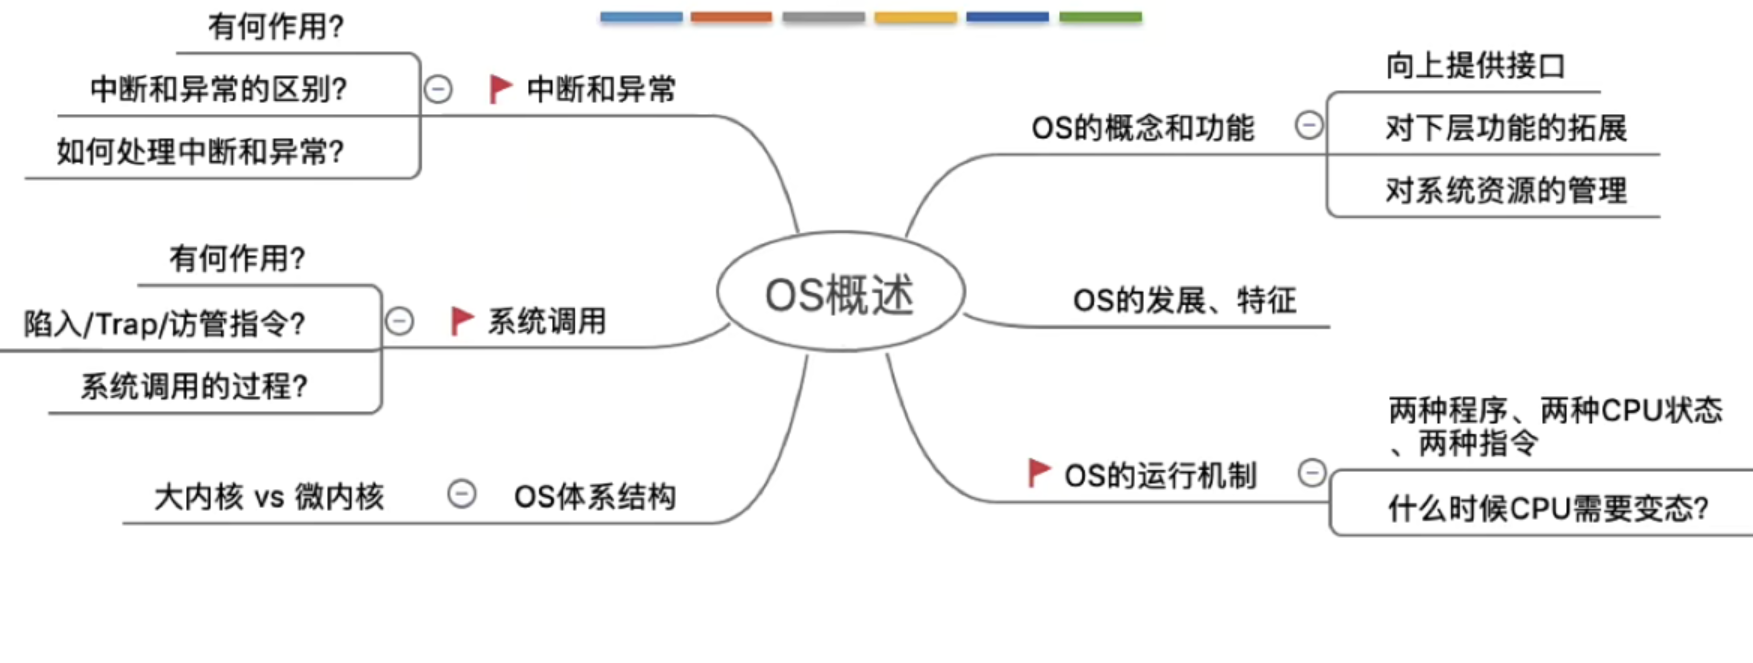 有何作用?
中断和异常的区别?
如何处理中断和异常?
中断和异常
有何作用?
陷入/Trap/访管指令?
系统调用的过程?
系统调用
大内核 vs 微内核
OS体系结构
OS概述
OS的概念和功能
向上提供接口
对下层功能的拓展
对系统资源的管理
OS的发展、特征
OS的运行机制
两种程序、两种CPU状态
、两种指令
什么时候CPU需要变态?